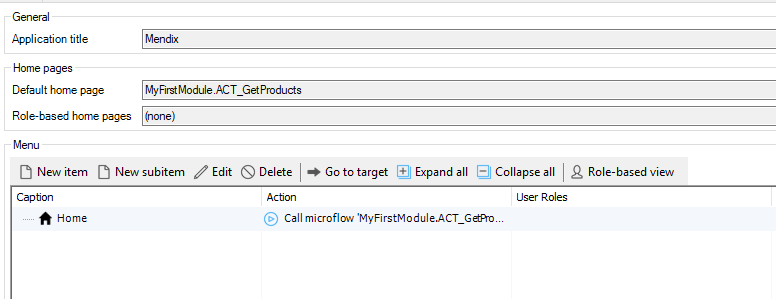 General
Application title Mendix
Home pages
Default home page MyFirstModule.ACT_GetProducts
Role-based home pages (none)
Menu
New item New subitem Edit Delete Go to target Expand all Collapse all Role-based view
Caption Action User Roles
Home Call microflow 'MyFirstModule.ACT_GetPro...